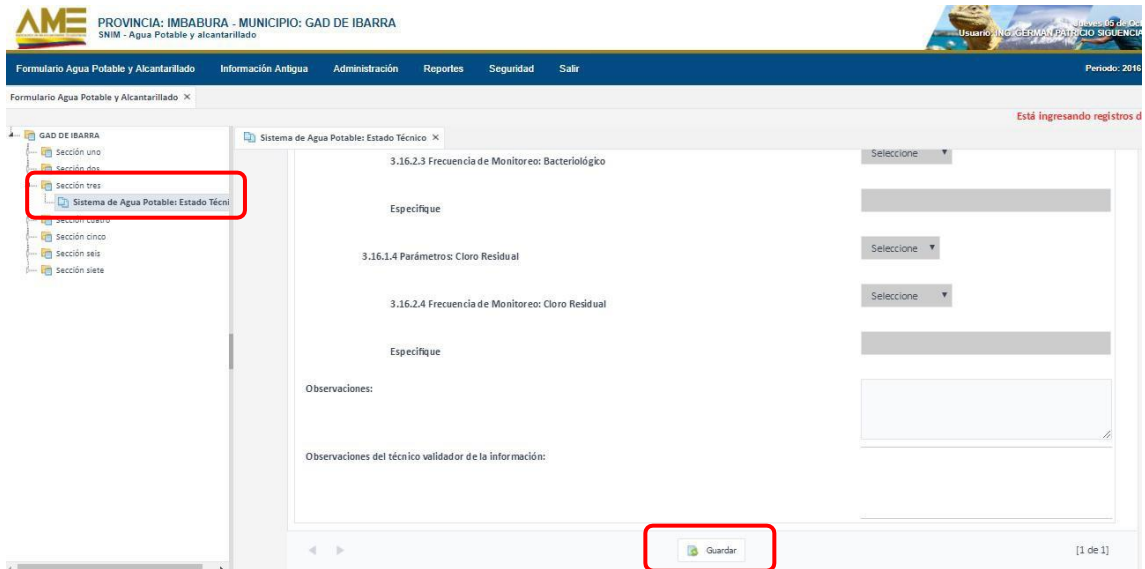 AME
PROVINCIA: IMBABURA - MUNICIPIO: GAD DE IBARRA
SNIM - Agua Potable y alcantarillado
Jueves 05 de Oc
Usuario: ING. GERMAN PATRICIO SIGUENCIA
Formulario Agua Potable y Alcantarillado Información Antigua Administración Reportes Seguridad Salir Periodo: 2016
Formulario Agua Potable y Alcantarillado ×
Está ingresando registros d
GAD DE IBARRA
Sección uno
Sección dos
Sección tres
Sistema de Agua Potable: Estado Técni
Sección cuatro
Sección cinco
Sección seis
Sección siete
Sistema de Agua Potable: Estado Técnico ×
3.16.2.3 Frecuencia de Monitoreo: Bacteriológico Seleccione
Especifique
3.16.1.4 Parámetros: Cloro Residual Seleccione
3.16.2.4 Frecuencia de Monitoreo: Cloro Residual Seleccione
Especifique
Observaciones:
Observaciones del técnico validador de la información:
Guardar [1 de 1]